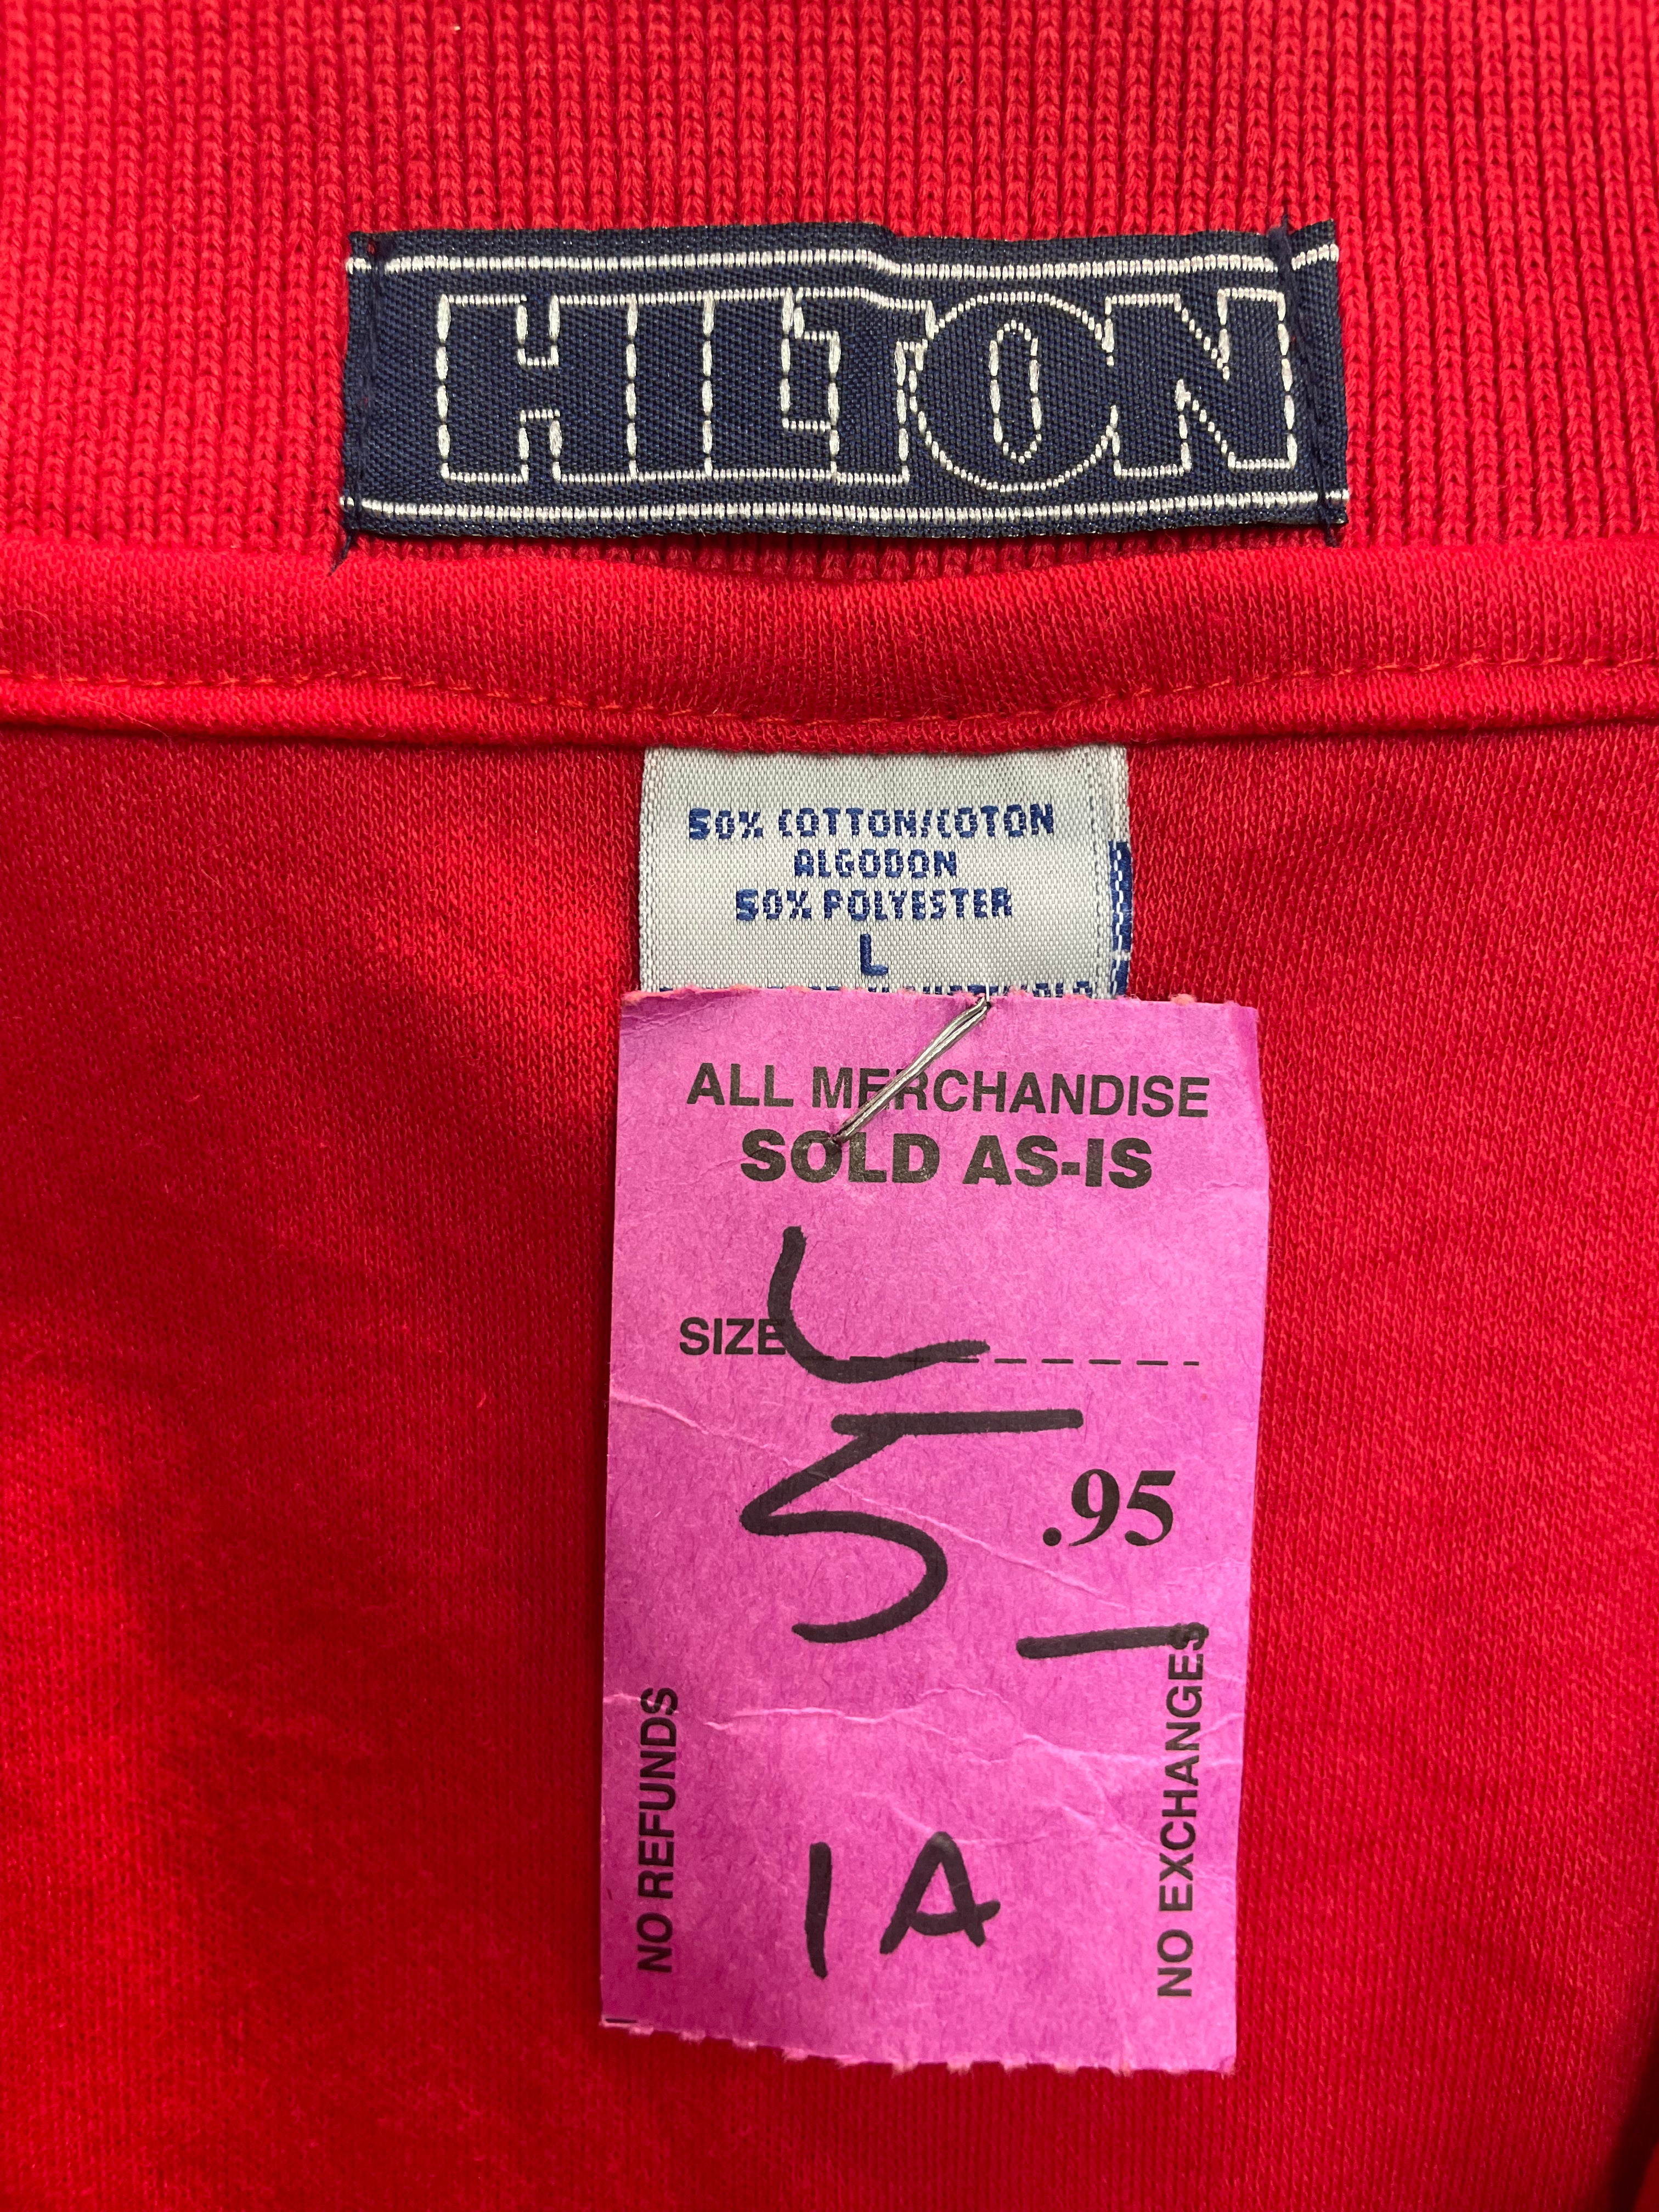 HILTON
50% COTTON/COTON
ALGODON
50% POLYESTER
L
ALL MERCHANDISE
SOLD AS-IS
SIZE L
5 .95
NO REFUNDS
NO EXCHANGES
1A